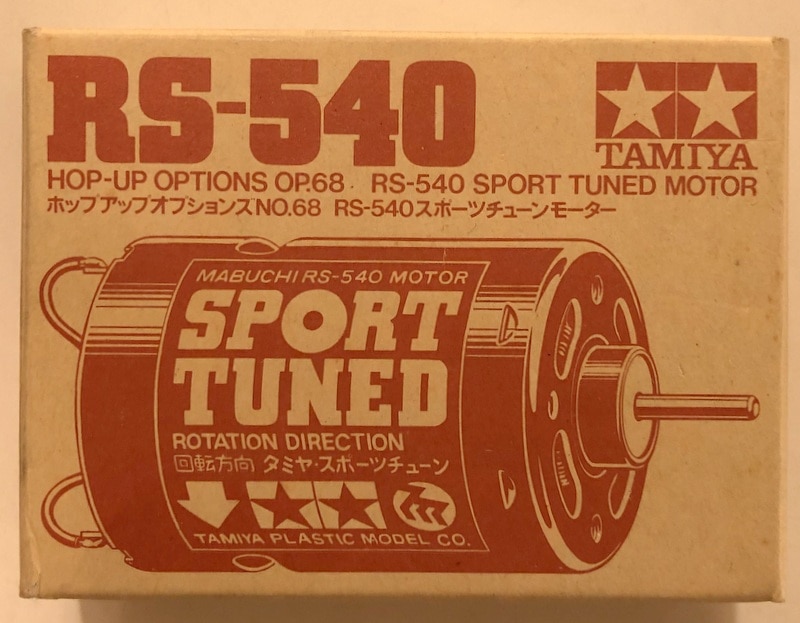 RS-540
TAMIYA
HOP-UP OPTIONS OP.68. RS-540 SPORT TUNED MOTOR
ホップアップオプションズNO.68 RS-540スポーツチューンモーター
MABUCHI RS-540 MOTOR
SPORT
TUNED
ROTATION DIRECTION
回転方向 タミヤ・スポーツチューン
TAMIYA PLASTIC MODEL CO.